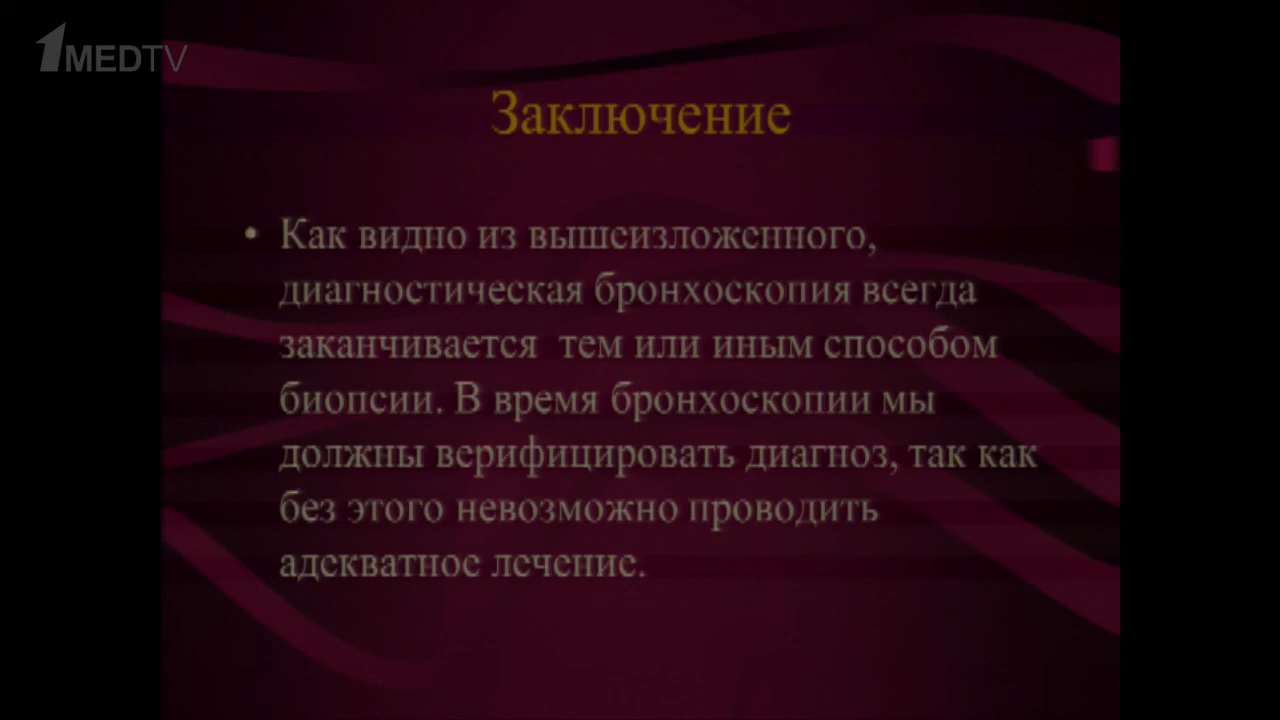 1MEDTV
Заключение
• Как видно из вышеизложенного,
диагностическая бронхоскопия всегда
заканчивается тем или иным способом
биопсии. В время бронхоскопии мы
должны верифицировать диагноз, так как
без этого невозможно проводить
адекватное лечение.